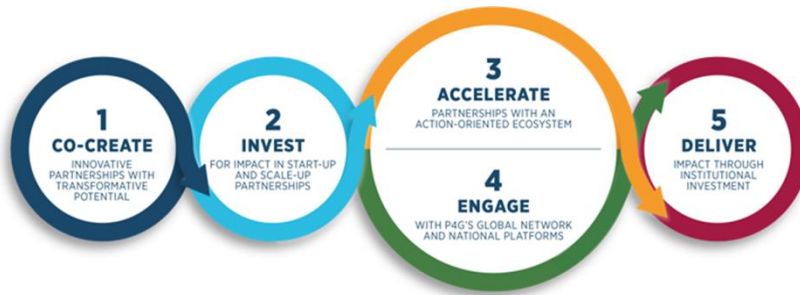 1
CO-CREATE
INNOVATIVE
PARTNERSHIPS WITH
TRANSFORMATIVE
POTENTIAL
2
INVEST
FOR IMPACT IN START-UP
AND SCALE-UP
PARTNERSHIPS
3
ACCELERATE
PARTNERSHIPS WITH AN
ACTION-ORIENTED ECOSYSTEM
4
ENGAGE
WITH P4G'S GLOBAL NETWORK
AND NATIONAL PLATFORMS
5
DELIVER
IMPACT THROUGH
INSTITUTIONAL
INVESTMENT